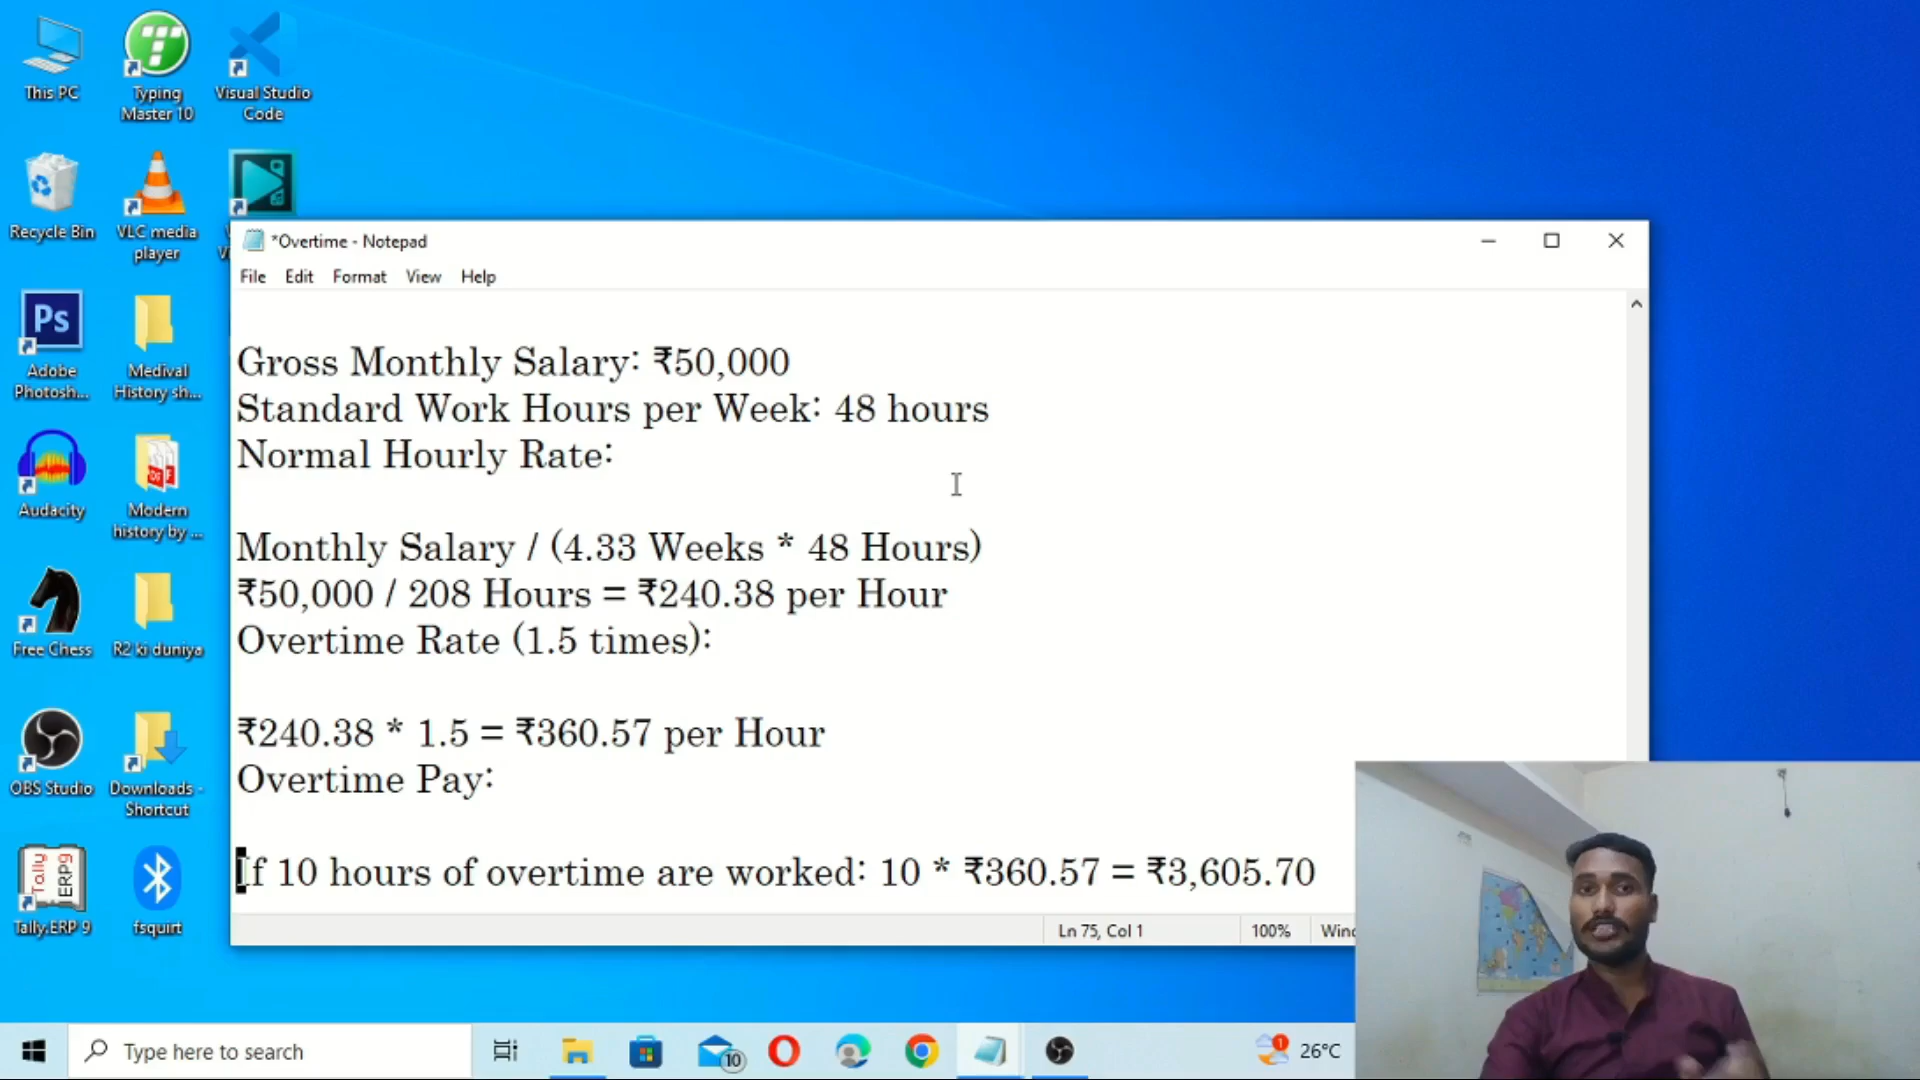 This PC
Typing
Master 10
Visual Studio
Code
Recycle Bin
VLC media
player
Ps
Adobe
Photosh...
Medival
History sh...
Audacity
Modern
history by ...
Free Chess
R2 ki duniya
OBS Studio
Downloads -
Shortcut
Tally
ERP9
Tally.ERP 9
fsquirt
*Overtime - Notepad
File Edit Format View Help
Gross Monthly Salary: ₹50,000
Standard Work Hours per Week: 48 hours
Normal Hourly Rate:
Monthly Salary / (4.33 Weeks * 48 Hours)
₹50,000 / 208 Hours = ₹240.38 per Hour
Overtime Rate (1.5 times):
₹240.38 * 1.5 = ₹360.57 per Hour
Overtime Pay:
If 10 hours of overtime are worked: 10 * ₹360.57 = ₹3,605.70
Ln 75, Col 1 100%
Type here to search
10
1
26°C